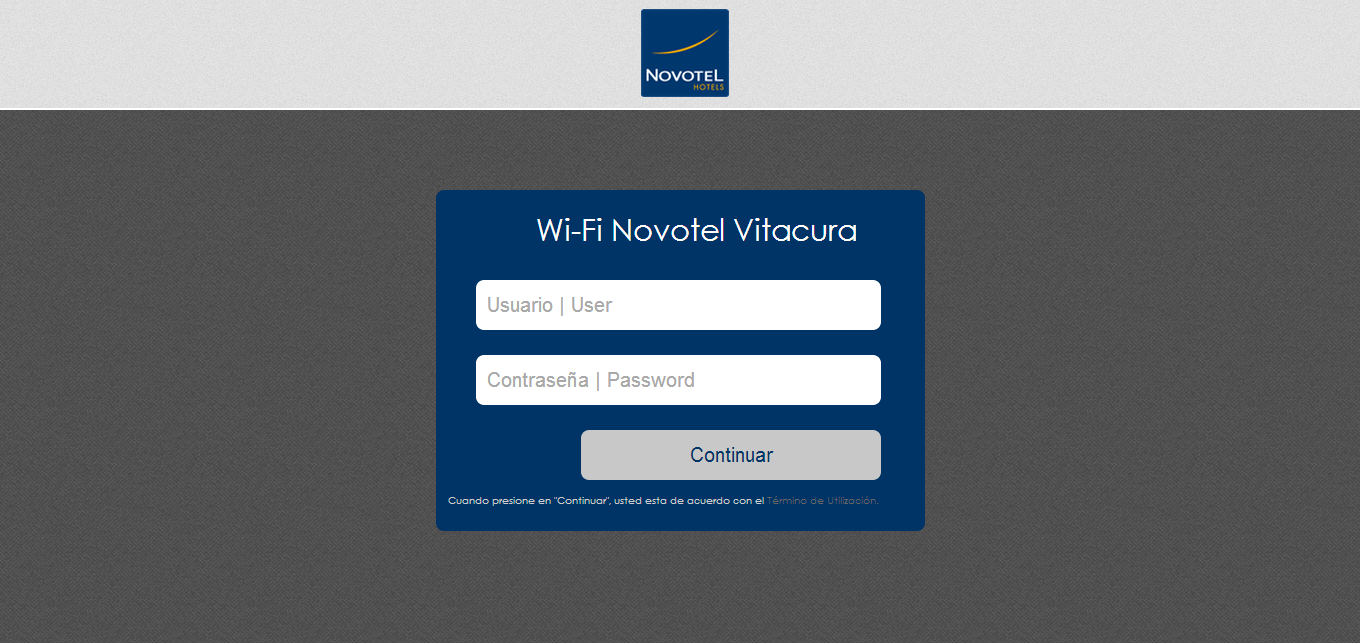 NOVOTEL
HOTELS
Wi-Fi Novotel Vitacura
Usuario | User
Contraseña | Password
Continuar
Cuando presione en "Continuar", usted esta de acuerdo con el Término de Utilización.